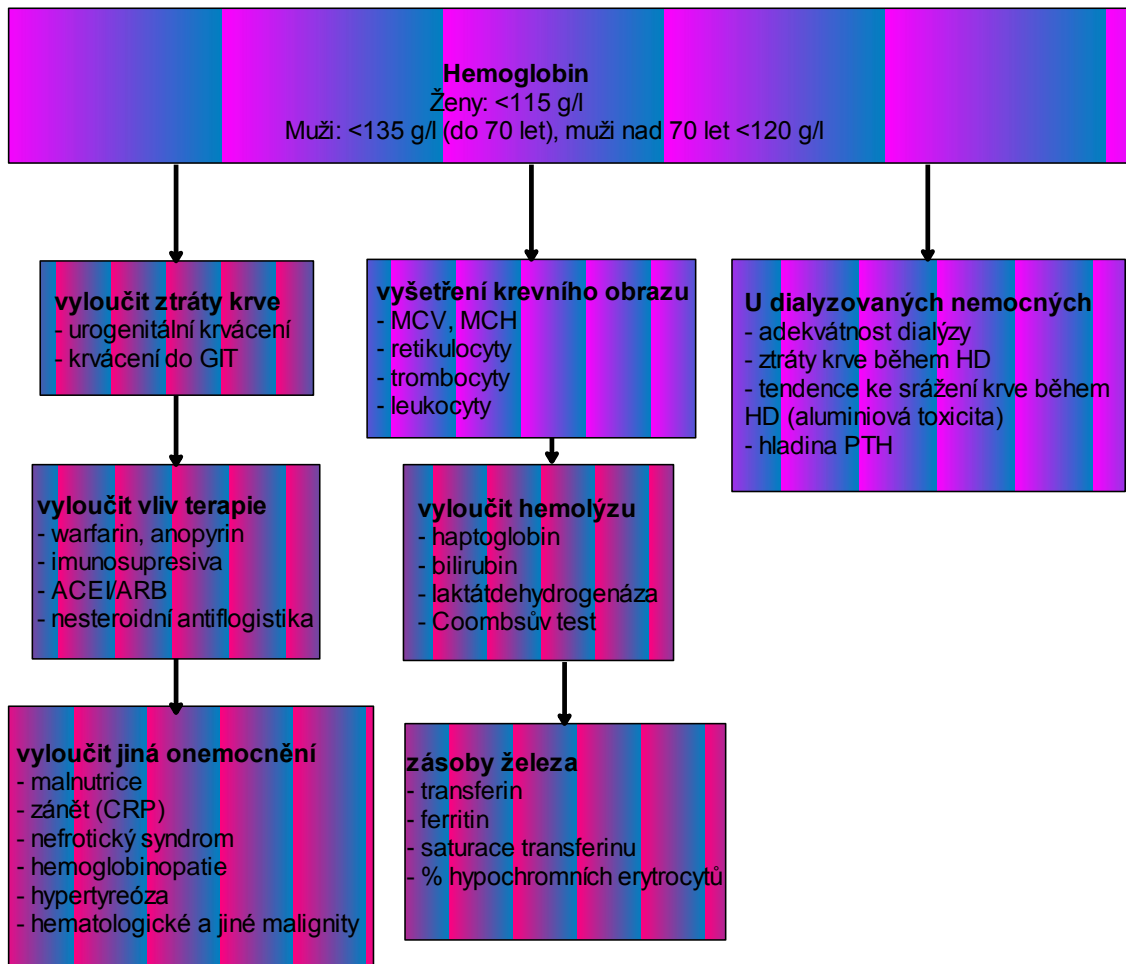 Hemoglobin
Ženy: <115 g/l
Muži: <135 g/l (do 70 let), muži nad 70 let <120 g/l
vyloučit ztráty krve
- urogenitální krvácení
- krvácení do GIT
vyšetření krevního obrazu
- MCV, MCH
- retikulocyty
- trombocyty
- leukocyty
U dialyzovaných nemocných
- adekvátnost dialýzy
- ztráty krve během HD
- tendence ke srážení krve během
HD (aluminiová toxicita)
- hladina PTH
vyloučit vliv terapie
- warfarin, anopyrin
- imunosupresiva
- ACEI/ARB
- nesteroidní antiflogistika
vyloučit hemolýzu
- haptoglobin
- bilirubin
- laktátdehydrogenáza
- Coombsův test
vyloučit jiná onemocnění
- malnutrice
- zánět (CRP)
- nefrotický syndrom
- hemoglobinopatie
- hypertyreóza
- hematologické a jiné malignity
zásoby železa
- transferin
- ferritin
- saturace transferinu
- % hypochromních erytrocytů